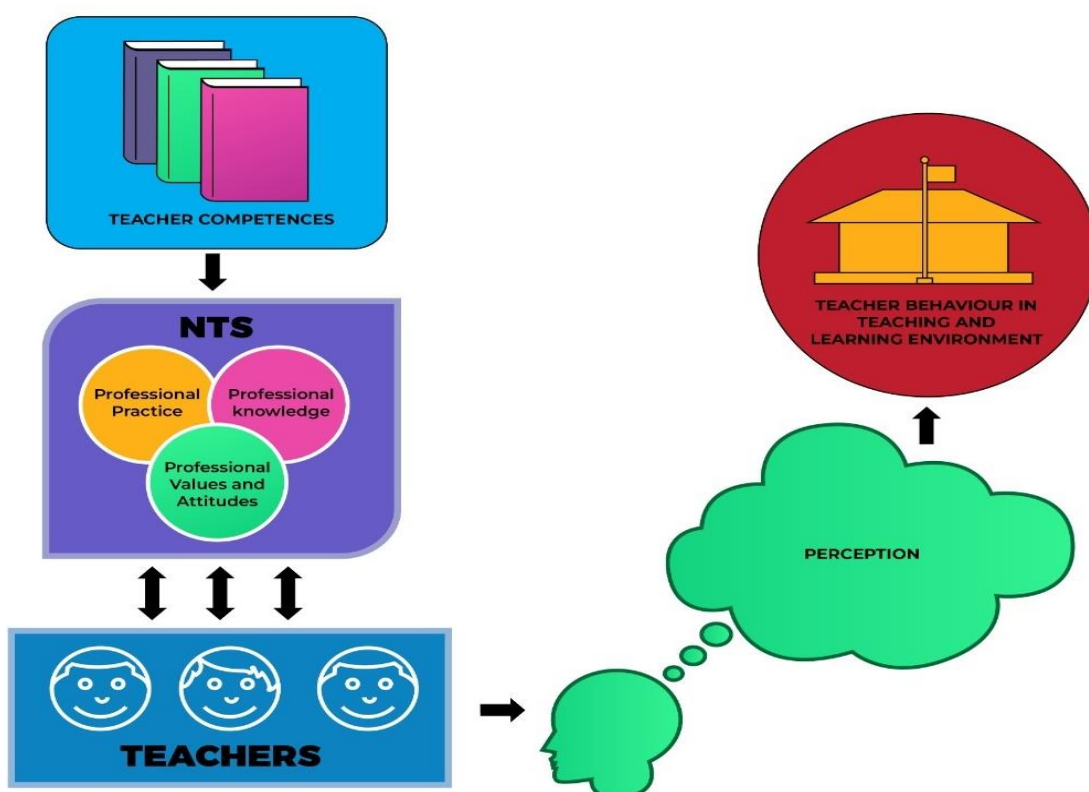 TEACHER COMPETENCES
NTS
Professional
Practice
Professional
knowledge
Professional
Values and
Attitudes
TEACHERS
PERCEPTION
TEACHER BEHAVIOUR IN
TEACHING AND
LEARNING ENVIRONMENT